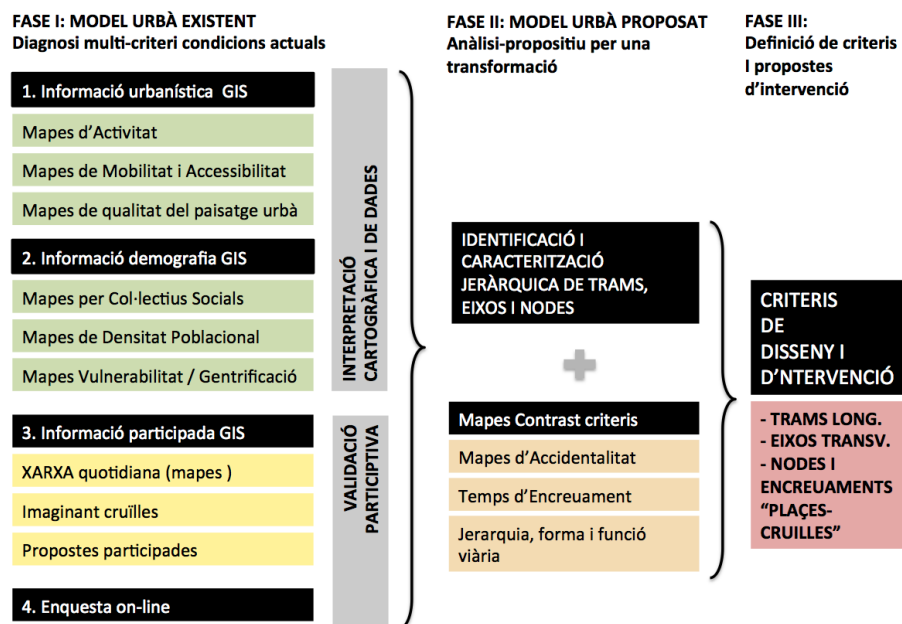 FASE I: MODEL URBÀ EXISTENT
Diagnosi multi-criteri condicions actuals
1. Informació urbanística GIS
Mapes d'Activitat
Mapes de Mobilitat i Accessibilitat
Mapes de qualitat del paisatge urbà
2. Informació demografia GIS
Mapes per Col·lectius Socials
Mapes de Densitat Poblacional
Mapes Vulnerabilitat / Gentrificació
3. Informació participada GIS
XARXA quotidiana (mapes )
Imaginant cruïlles
Propostes participades
4. Enquesta on-line
INTERPRETACIÓ
CARTOGRÀFICA I DE DADES
VALIDACIÓ
PARTICIPTIVA
FASE II: MODEL URBÀ PROPOSAT
Anàlisi-propositiu per una
transformació
IDENTIFICACIÓ I
CARACTERITZACIÓ
JERÀRQUICA DE TRAMS,
EIXOS I NODES
Mapes Contrast criteris
Mapes d'Accidentalitat
Temps d'Encreuament
Jerarquia, forma i funció
viària
FASE III:
Definició de criteris
I propostes
d'intervenció
CRITERIS
DE
DISSENY I
D'NTERVENCIÓ
- TRAMS LONG.
- EIXOS TRANSV.
- NODES I
ENCREUAMENTS
“PLAÇES-
CRUILLES”